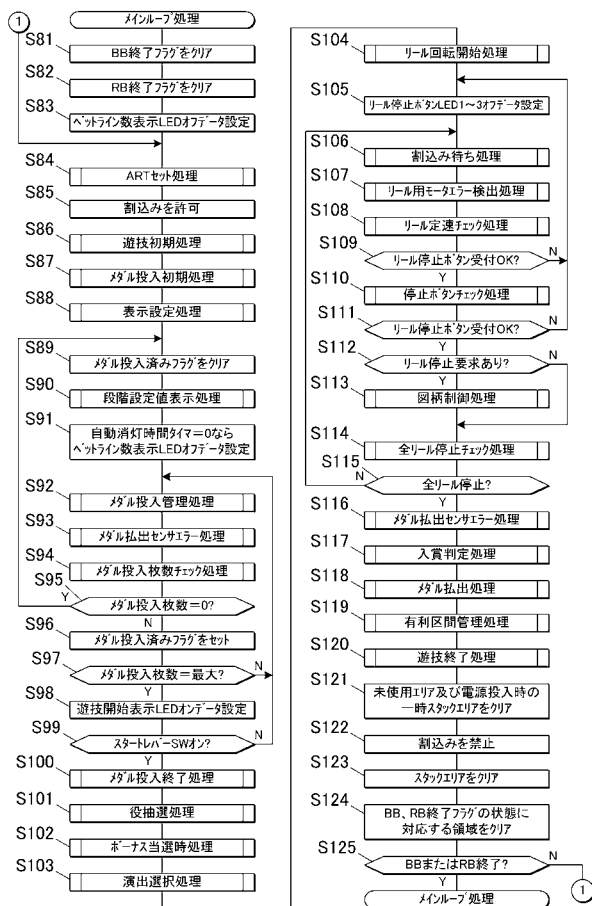 1
メインループ処理
S81
BB終了フラグをクリア
S82
RB終了フラグをクリア
S83
ベットライン数表示LEDオフデータ設定
S84
ARTセット処理
S85
割込みを許可
S86
遊技初期処理
S87
メダル投入初期処理
S88
表示設定処理
S89
メダル投入済みフラグをクリア
S90
段階設定値表示処理
S91
自動消灯時間タイマ=0なら
ベットライン数表示LEDオフデータ設定
S92
メダル投入管理処理
S93
メダル払出センサエラー処理
S94
メダル投入枚数チェック処理
S95
Y
メダル投入枚数=0?
N
S96
メダル投入済みフラグをセット
S97
メダル投入枚数=最大?
N
Y
S98
遊技開始表示LEDオンデータ設定
S99
スタートレバーSWオン?
N
Y
S100
メダル投入終了処理
S101
役抽選処理
S102
ボーナス当選時処理
S103
演出選択処理
S104
リール回転開始処理
S105
リール停止ボタンLED1～3オフデータ設定
S106
割込み待ち処理
S107
リール用モータエラー検出処理
S108
リール定速チェック処理
S109
リール停止ボタン受付OK?
N
Y
S110
停止ボタンチェック処理
S111
リール停止ボタン受付OK?
N
Y
S112
リール停止要求あり?
N
Y
S113
図柄制御処理
S114
全リール停止チェック処理
S115
N
全リール停止?
Y
S116
メダル払出センサエラー処理
S117
入賞判定処理
S118
メダル払出処理
S119
有利区間管理処理
S120
遊技終了処理
S121
未使用エリア及び電源投入時の
一時スタックエリアをクリア
S122
割込みを禁止
S123
スタックエリアをクリア
S124
BB、RB終了フラグの状態に
対応する領域をクリア
S125
BBまたはRB終了?
N
Y
1
メインループ処理